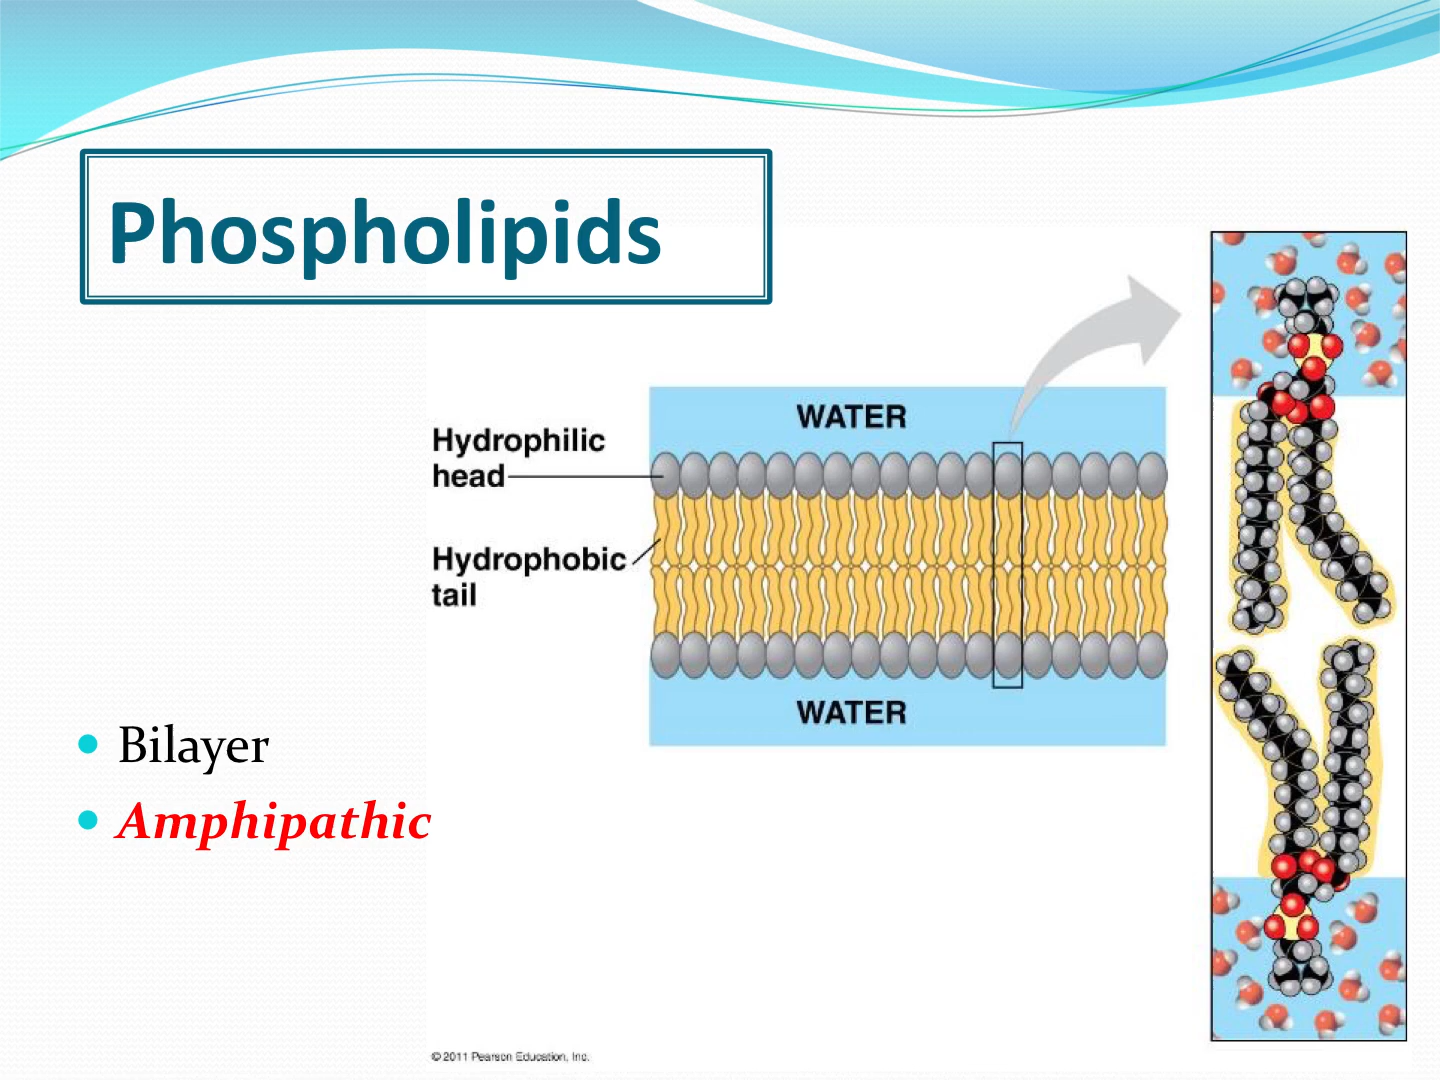 Phospholipids
WATER
Hydrophilic
head
Hydrophobic
tail
WATER
Bilayer
Amphipathic
© 2011 Pearson Education, Inc.